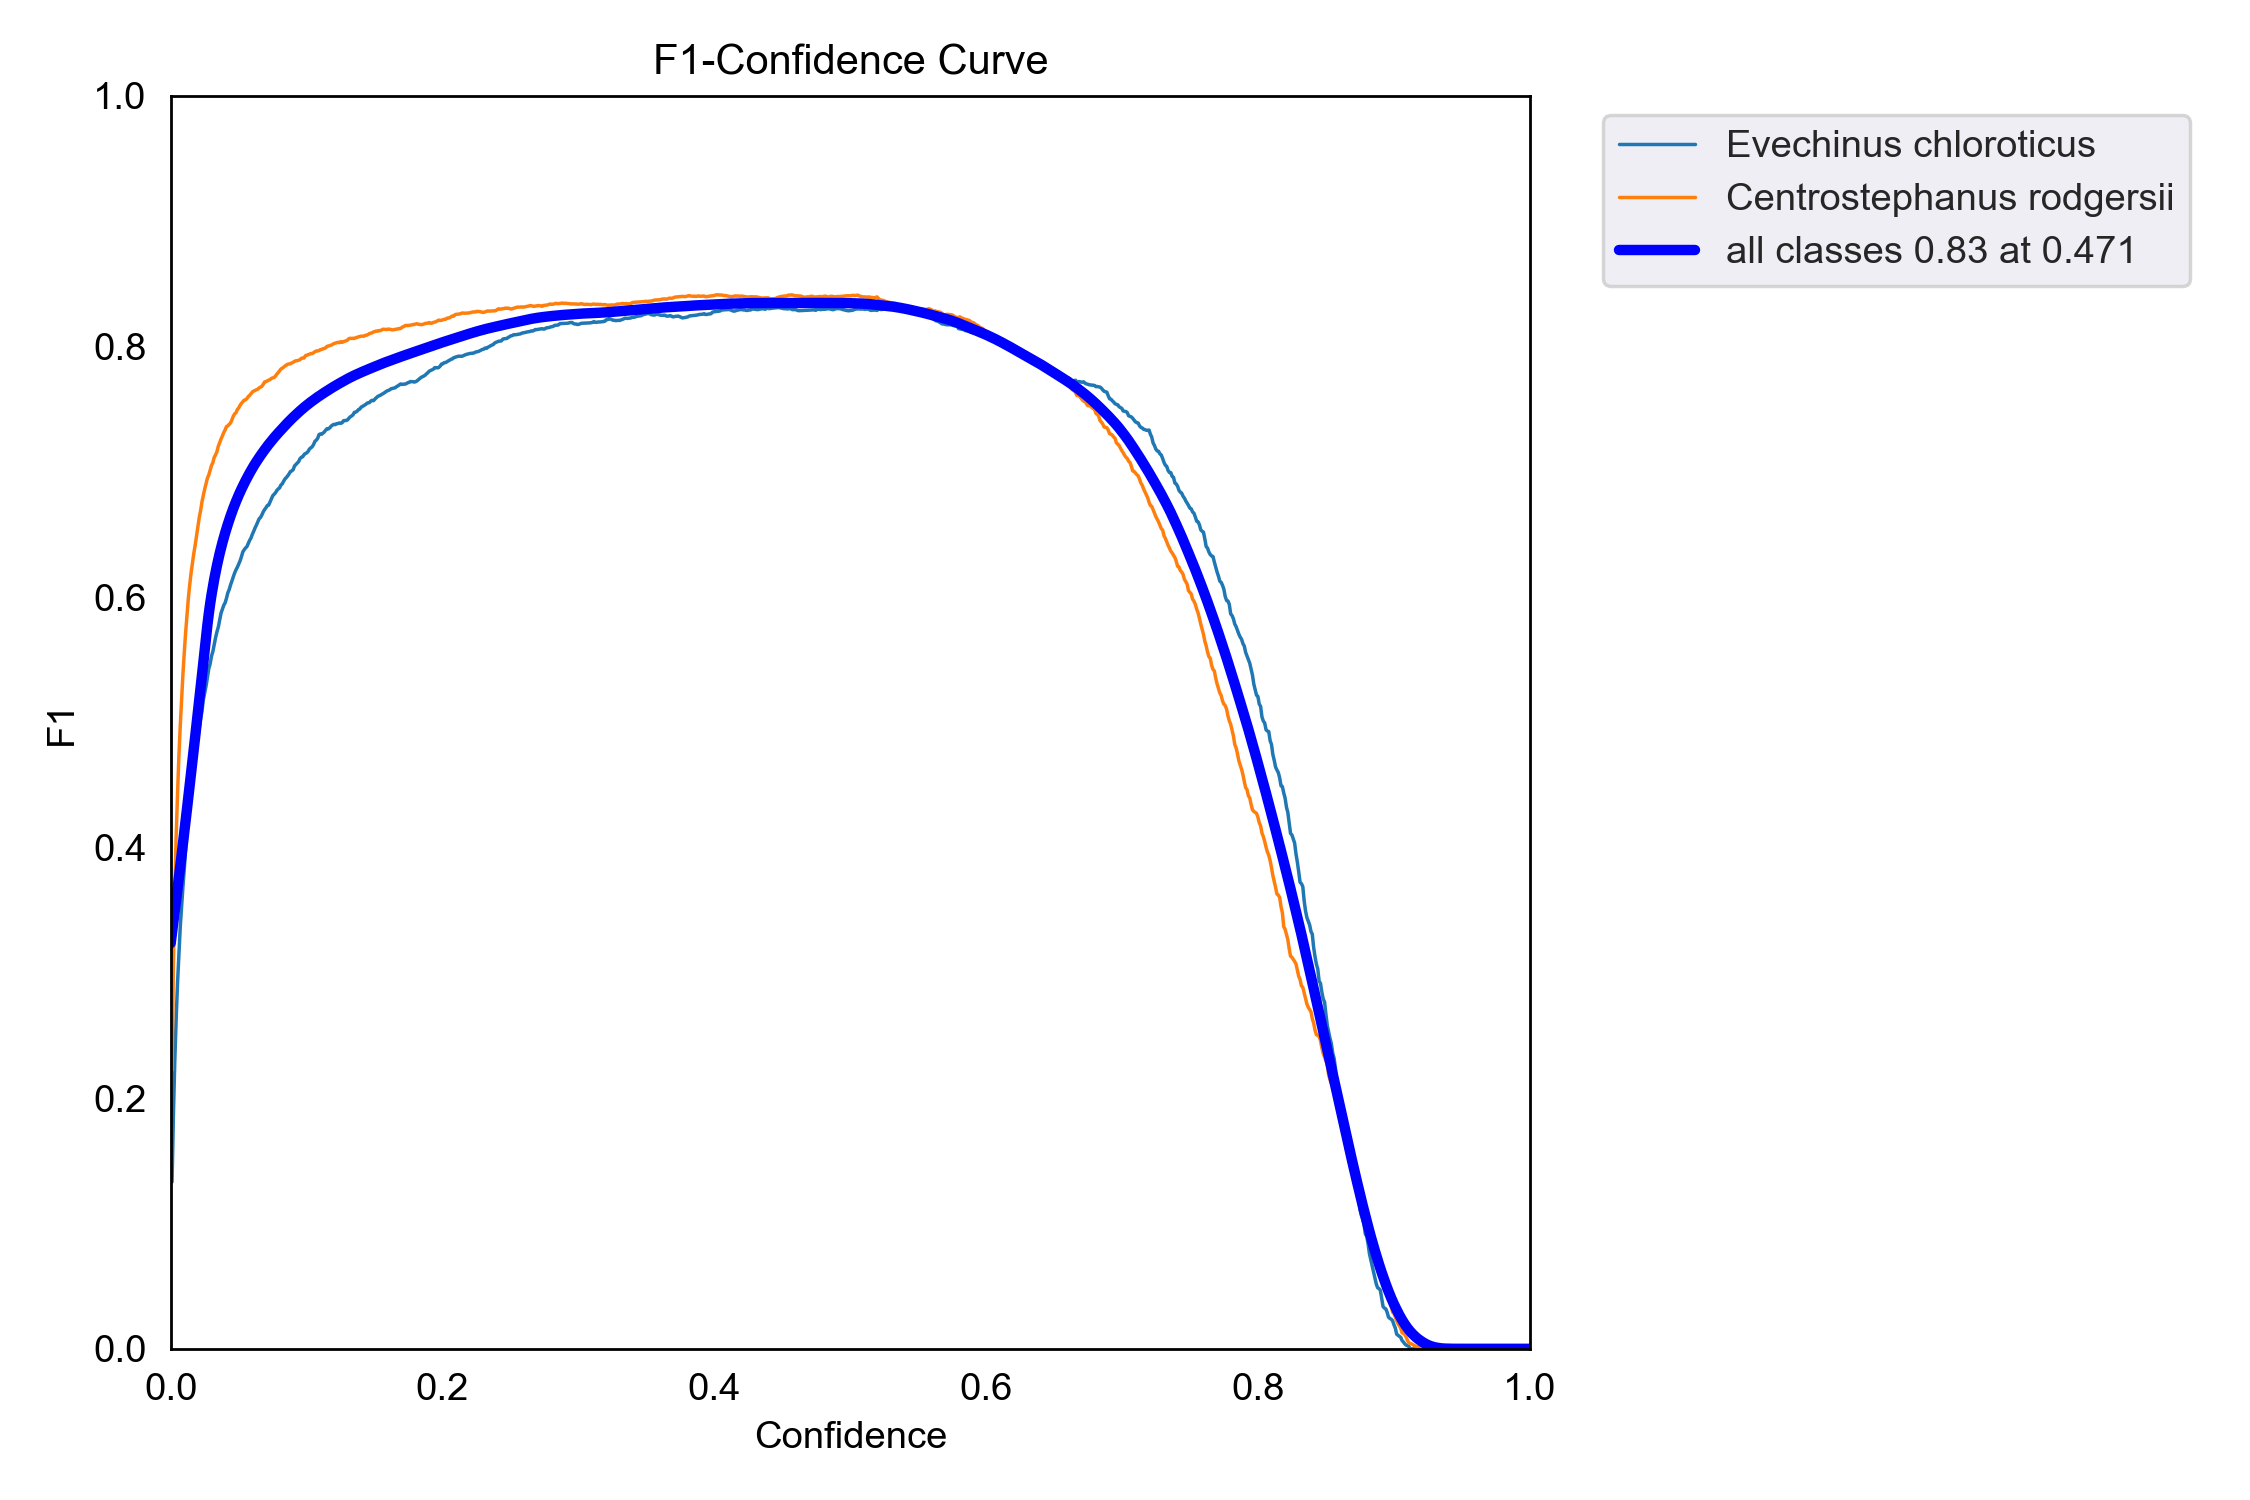 F1-Confidence Curve
1.0
0.8
0.6
0.4
0.2
0.0
F1
0.0 0.2 0.4 0.6 0.8 1.0
Confidence
Evechinus chloroticus
Centrostephanus rodgersii
all classes 0.83 at 0.471